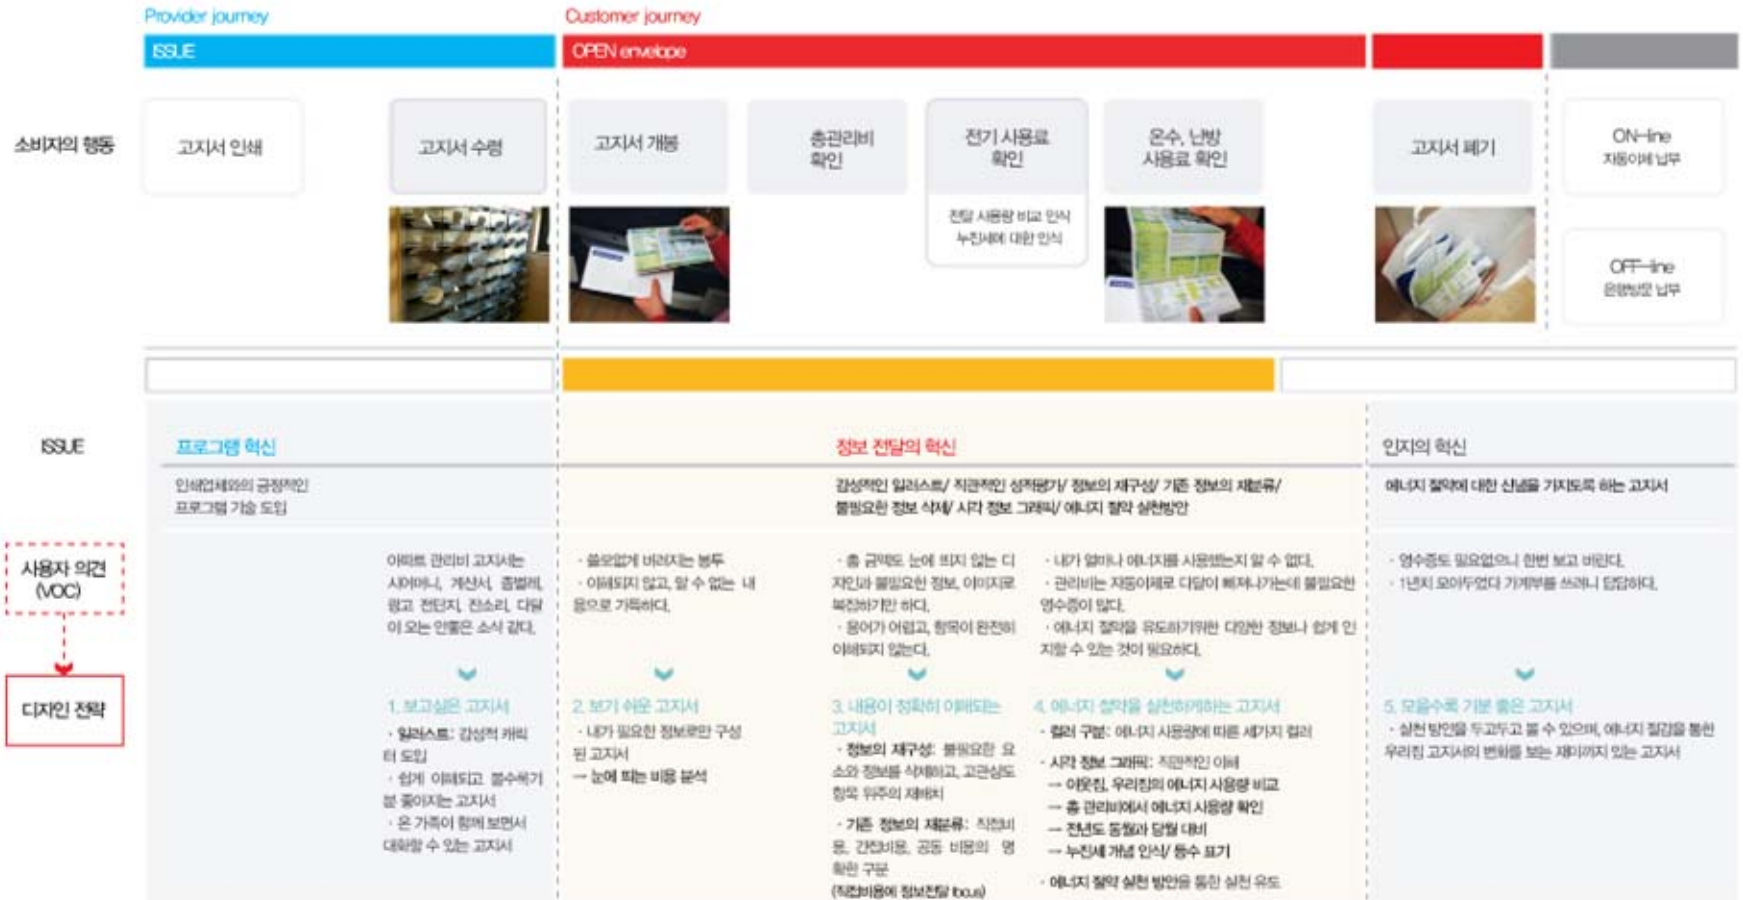 Provider journey
Customer journey
ISSUE
OPEN envelope
소비자의 행동
고지서 인쇄
고지서 수령
고지서 개봉
총관리비
확인
전기 사용료
확인
전달 사용량 비교 인식
누진세에 대한 인식
온수, 난방
사용료 확인
고지서 폐기
ON-line
자동이체 납부
OFF-line
은행방문 납부
ISSUE
프로그램 혁신
정보 전달의 혁신
인지의 혁신
인쇄업체와의 긍정적인
프로그램 기술 도입
감성적인 일러스트/ 직관적인 성적평가/ 정보의 재구성/ 기존 정보의 재분류/
불필요한 정보 삭제/ 시각 정보 그래픽/ 에너지 절약 실천방안
에너지 절약에 대한 신념을 가지도록 하는 고지서
사용자 의견
(VOC)
아파트 관리비 고지서는
시어머니, 계산서, 좀벌레,
광고 전단지, 잔소리, 다달
이 오는 안좋은 소식 같다.
· 쓸모없게 버려지는 봉투
· 이해되지 않고, 알 수 없는 내
용으로 가득하다.
· 총 금액도 눈에 띄지 않는 디
자인과 불필요한 정보, 이미지로
복잡하기만 하다.
· 용어가 어렵고, 항목이 완전히
이해되지 않는다.
· 내가 얼마나 에너지를 사용했는지 알 수 없다.
· 관리비는 자동이체로 다달이 빠져나가는데 불필요한
영수증이 많다.
· 에너지 절약을 유도하기위한 다양한 정보나 쉽게 인
지할 수 있는 것이 필요하다.
· 영수증도 필요없으니 한번 보고 버린다.
· 1년치 모아두었다 가계부를 쓰려니 답답하다.
디자인 전략
1. 보고싶은 고지서
· 일러스트: 감성적 캐릭
터 도입
· 쉽게 이해되고 볼수록기
분 좋아지는 고지서
· 온 가족이 함께 보면서
대화할 수 있는 고지서
2. 보기 쉬운 고지서
· 내가 필요한 정보로만 구성
된 고지서
→ 눈에 띄는 비용 분석
3. 내용이 정확히 이해되는
고지서
· 정보의 재구성: 불필요한 요
소와 정보를 삭제하고, 고관심도
항목 위주의 재배치
· 기존 정보의 재분류: 직접비
용, 간접비용, 공동 비용의 명
확한 구분
(직접비용에 정보전달 focus)
4. 에너지 절약을 실천하게하는 고지서
· 컬러 구분: 에너지 사용량에 따른 세가지 컬러
· 시각 정보 그래픽: 직관적인 이해
→ 이웃집, 우리집의 에너지 사용량 비교
→ 총 관리비에서 에너지 사용량 확인
→ 전년도 동월과 당월 대비
→ 누진세 개념 인식/ 등수 표기
· 에너지 절약 실천 방안을 통한 실천 유도
5. 모을수록 기분 좋은 고지서
· 실천 방안을 두고두고 볼 수 있으며, 에너지 절감을 통한
우리집 고지서의 변화를 보는 재미까지 있는 고지서